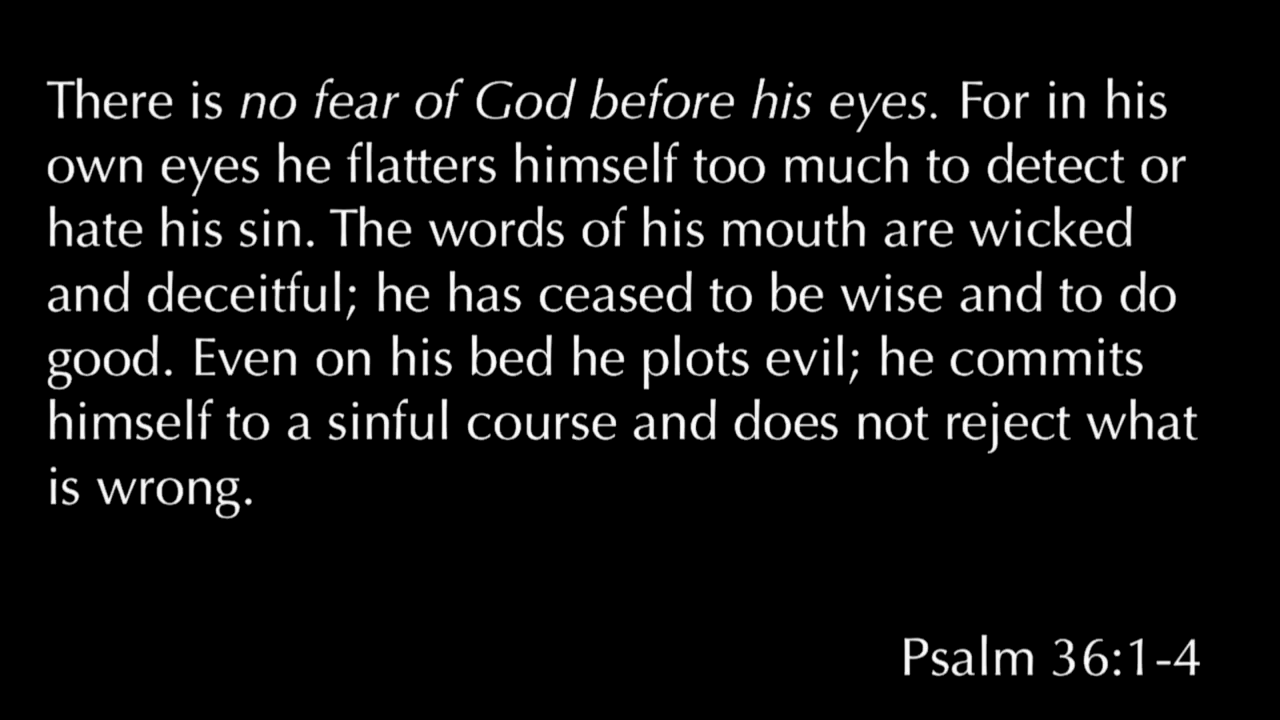 There is no fear of God before his eyes. For in his
own eyes he flatters himself too much to detect or
hate his sin. The words of his mouth are wicked
and deceitful; he has ceased to be wise and to do
good. Even on his bed he plots evil; he commits
himself to a sinful course and does not reject what
is wrong.
Psalm 36:1-4